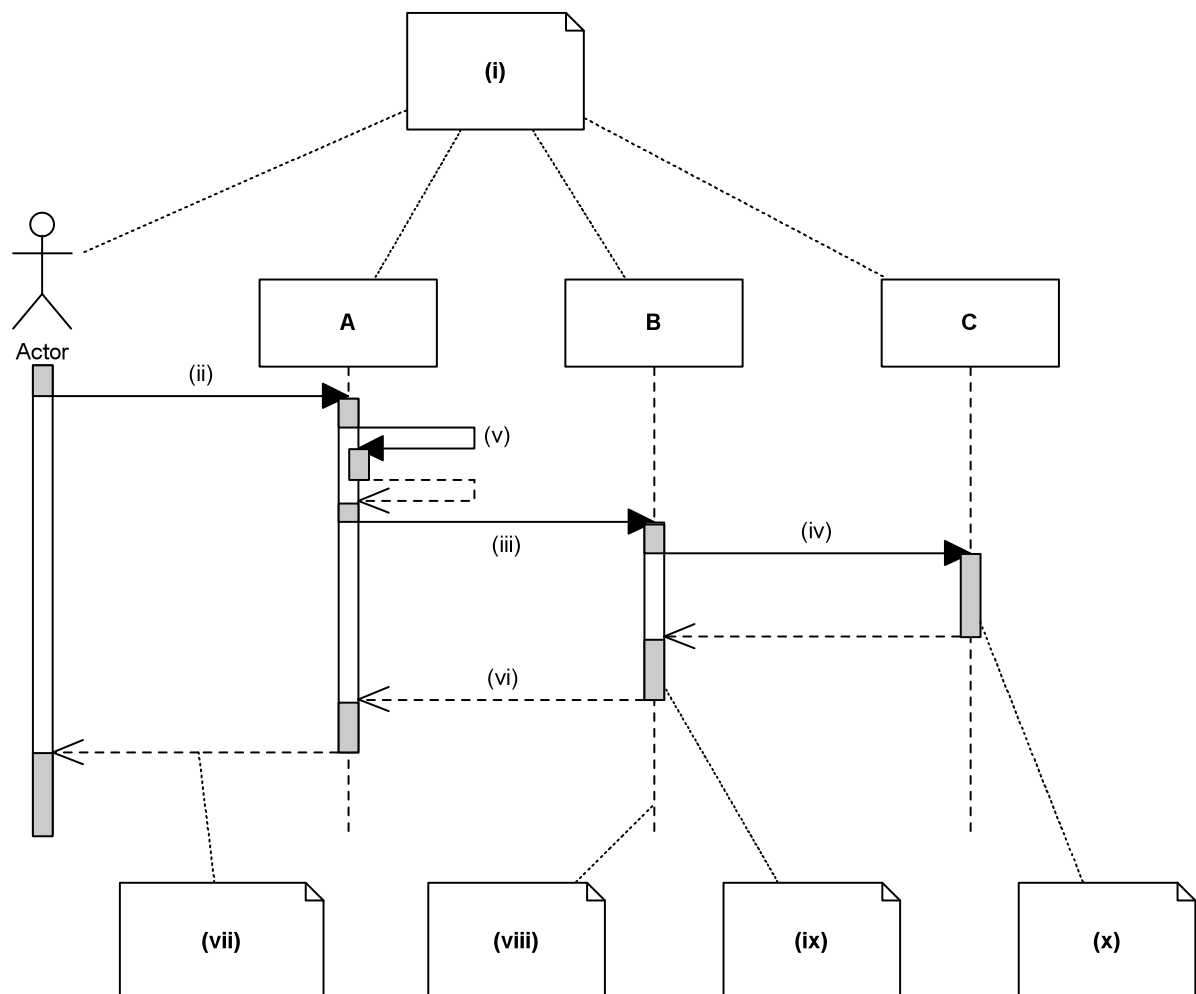 (i)
A
B
C
Actor
(ii)
(v)
(iv)
(iii)
(vi)
(vii)
(viii)
(ix)
(x)